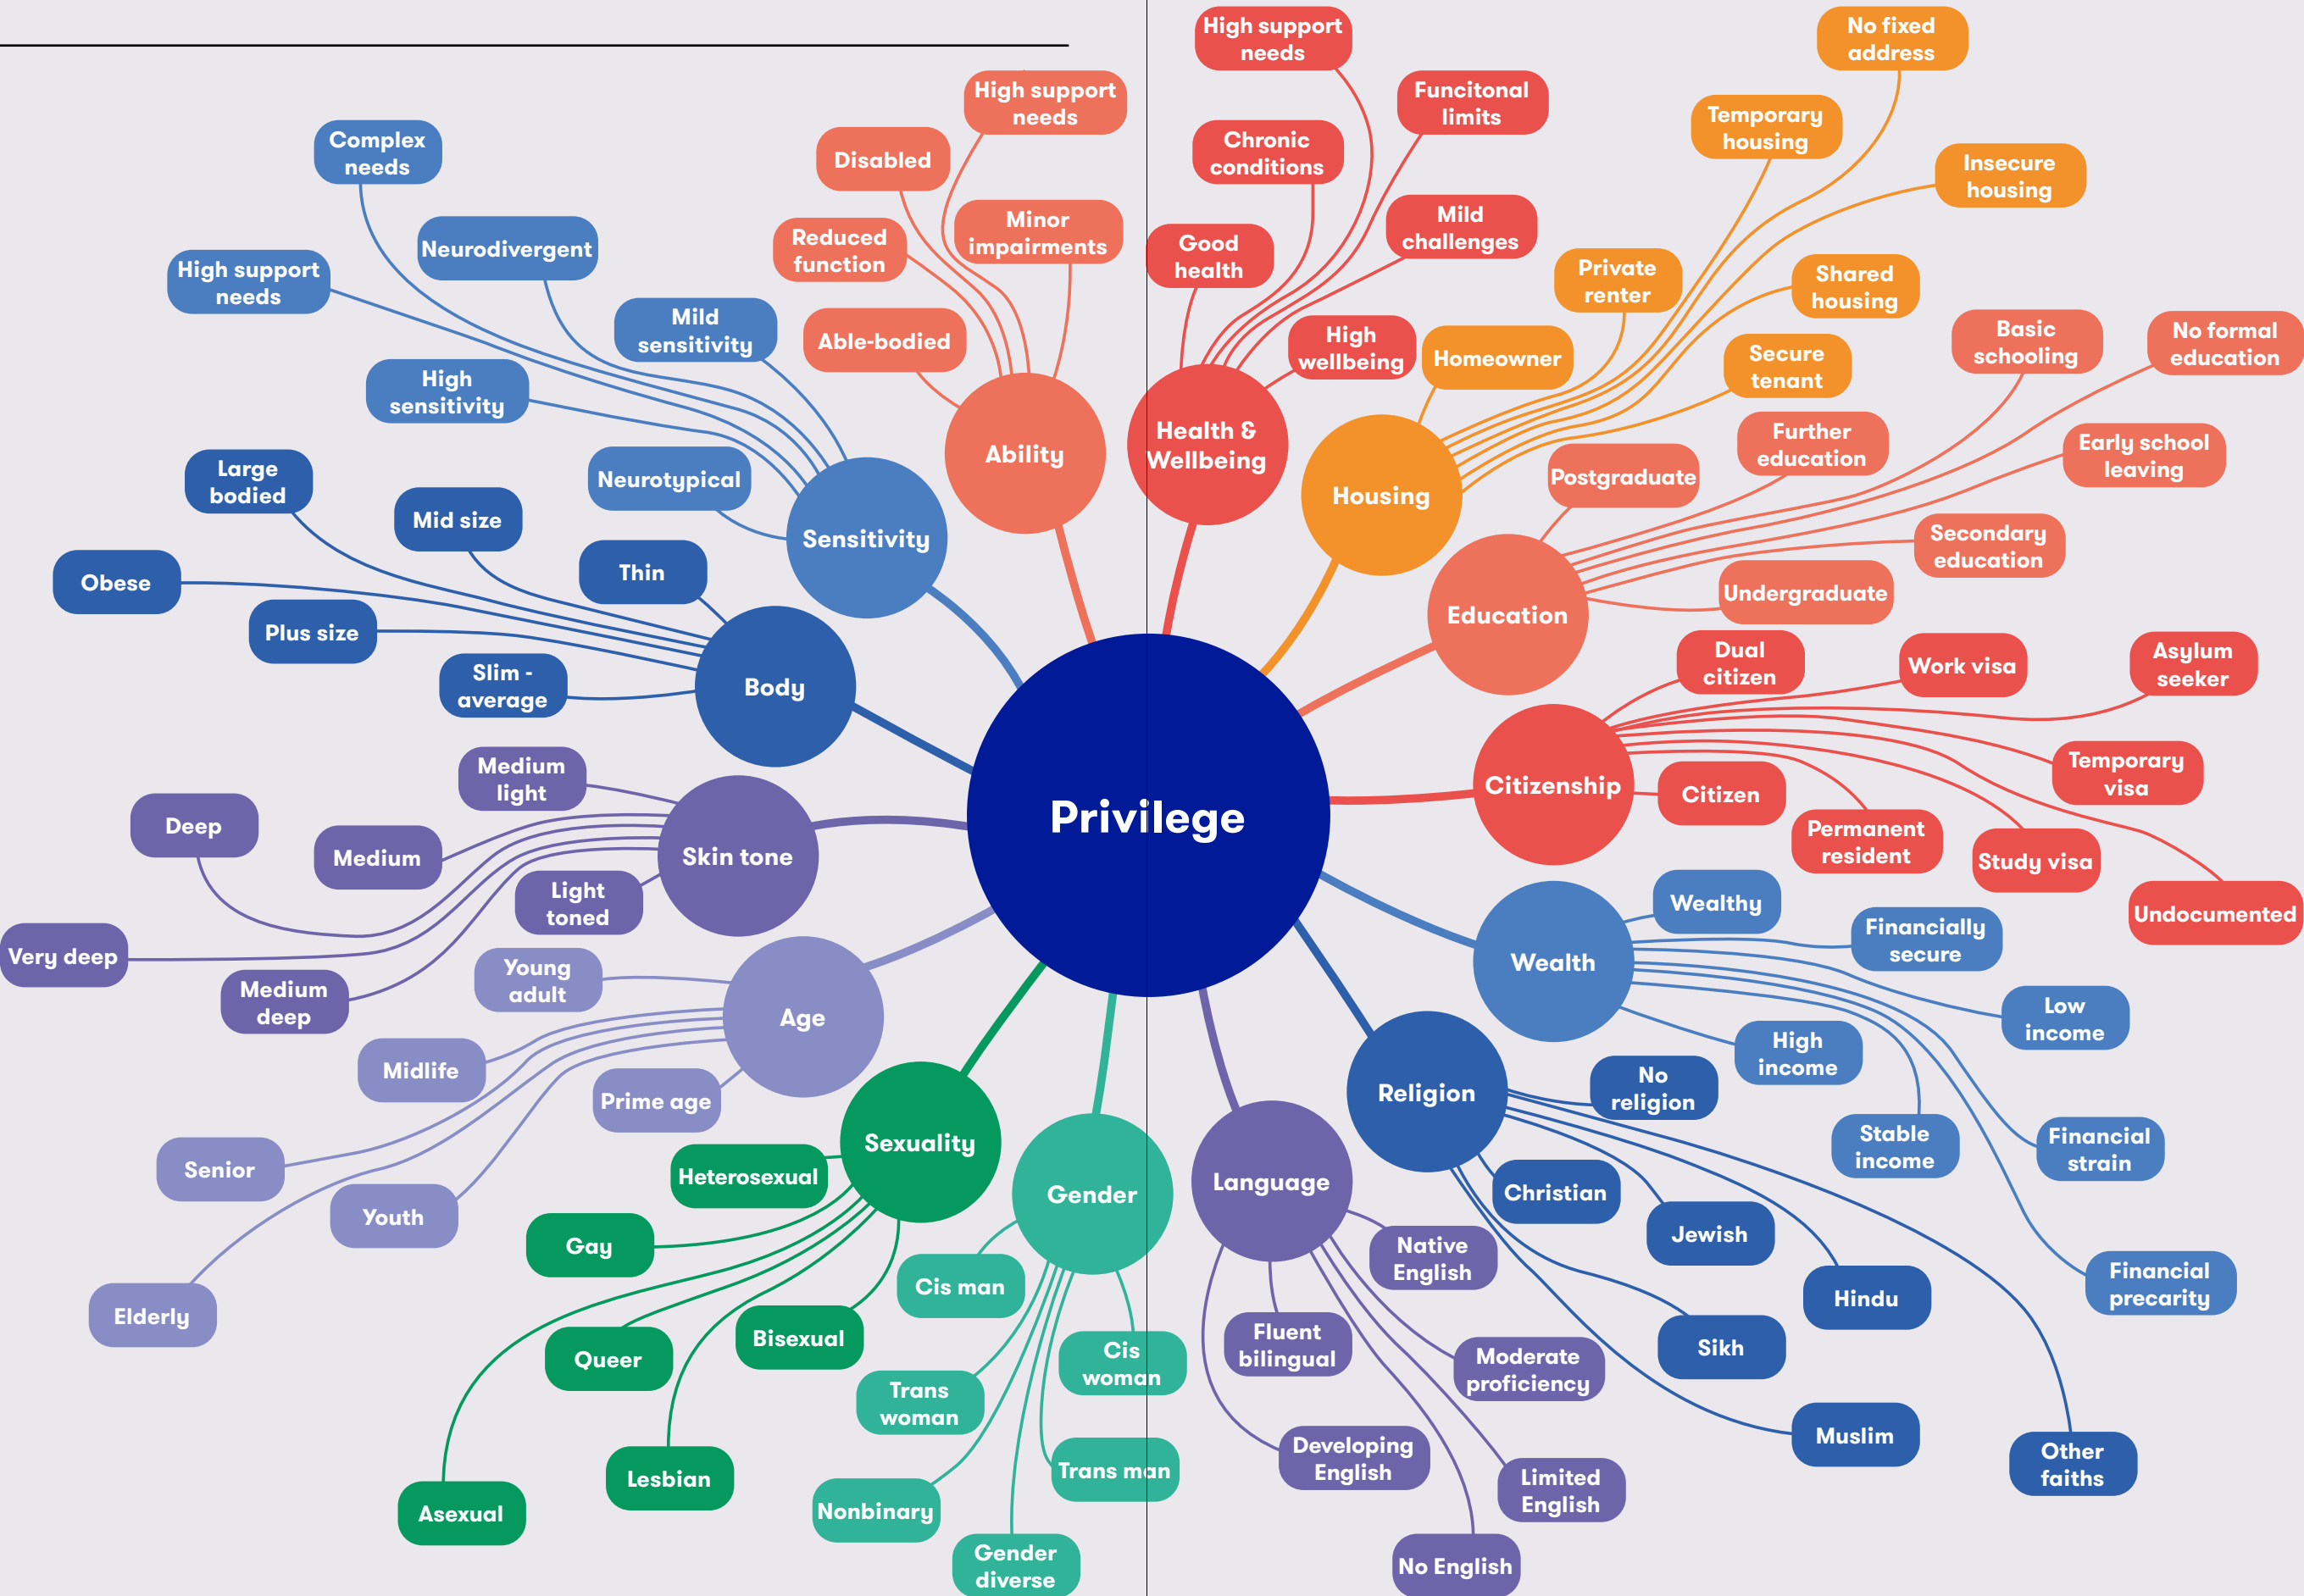 Privilege
Ability
High support
needs
Disabled
Minor
impairments
Reduced
function
Able-bodied
Health &
Wellbeing
High support
needs
Funcitonal
limits
Chronic
conditions
Mild
challenges
Good
health
High
wellbeing
Housing
No fixed
address
Temporary
housing
Insecure
housing
Private
renter
Shared
housing
Homeowner
Secure
tenant
Education
Basic
schooling
No formal
education
Further
education
Early school
leaving
Postgraduate
Secondary
education
Undergraduate
Citizenship
Dual
citizen
Work visa
Asylum
seeker
Temporary
visa
Citizen
Permanent
resident
Study visa
Undocumented
Wealth
Wealthy
Financially
secure
Low
income
High
income
Stable
income
Financial
strain
Financial
precarity
Religion
No
religion
Christian
Jewish
Hindu
Sikh
Muslim
Other
faiths
Language
Native
English
Fluent
bilingual
Moderate
proficiency
Developing
English
Limited
English
No English
Gender
Cis man
Cis
woman
Trans
woman
Trans man
Nonbinary
Gender
diverse
Sexuality
Heterosexual
Gay
Bisexual
Queer
Lesbian
Asexual
Age
Young
adult
Midlife
Prime age
Senior
Youth
Elderly
Skin tone
Medium
light
Deep
Medium
Light
toned
Very deep
Medium
deep
Body
Large
bodied
Mid size
Thin
Obese
Plus size
Slim -
average
Sensitivity
Complex
needs
Neurodivergent
High support
needs
Mild
sensitivity
High
sensitivity
Neurotypical